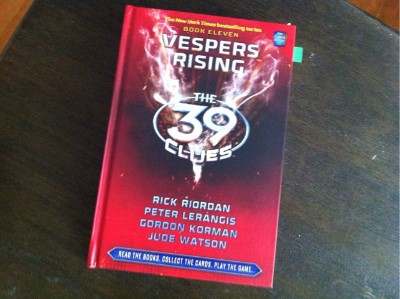 The New York Times bestselling series
BOOK ELEVEN
VESPERS
RISING
THE
39
CLUES
RICK RIORDAN
PETER LERANGIS
GORDON KORMAN
JUDE WATSON
READ THE BOOKS. COLLECT THE CARDS. PLAY THE GAME.